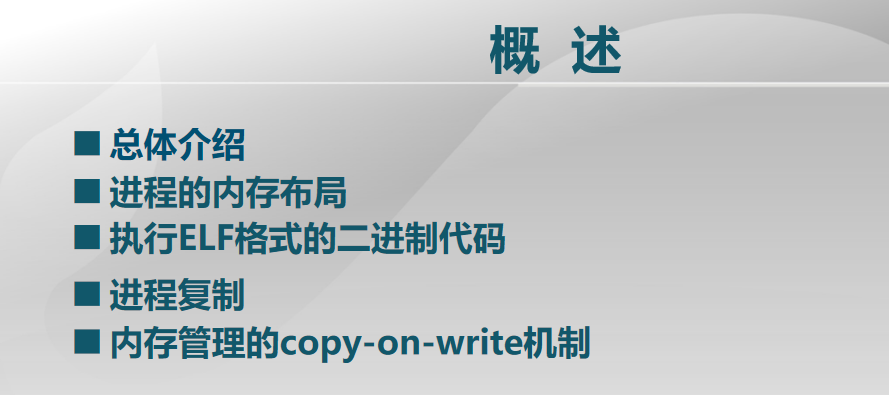 概 述
■ 总体介绍
■ 进程的内存布局
■ 执行ELF格式的二进制代码
■ 进程复制
■ 内存管理的copy-on-write机制